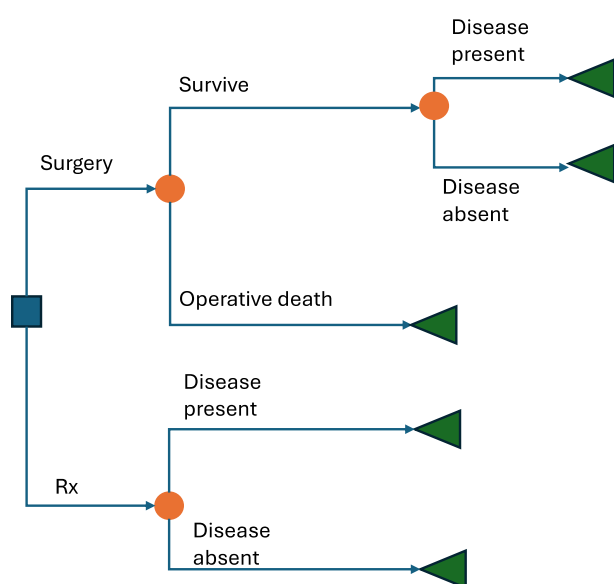 Disease
present
Survive
Surgery
Disease
absent
Operative death
Disease
present
Rx
Disease
absent